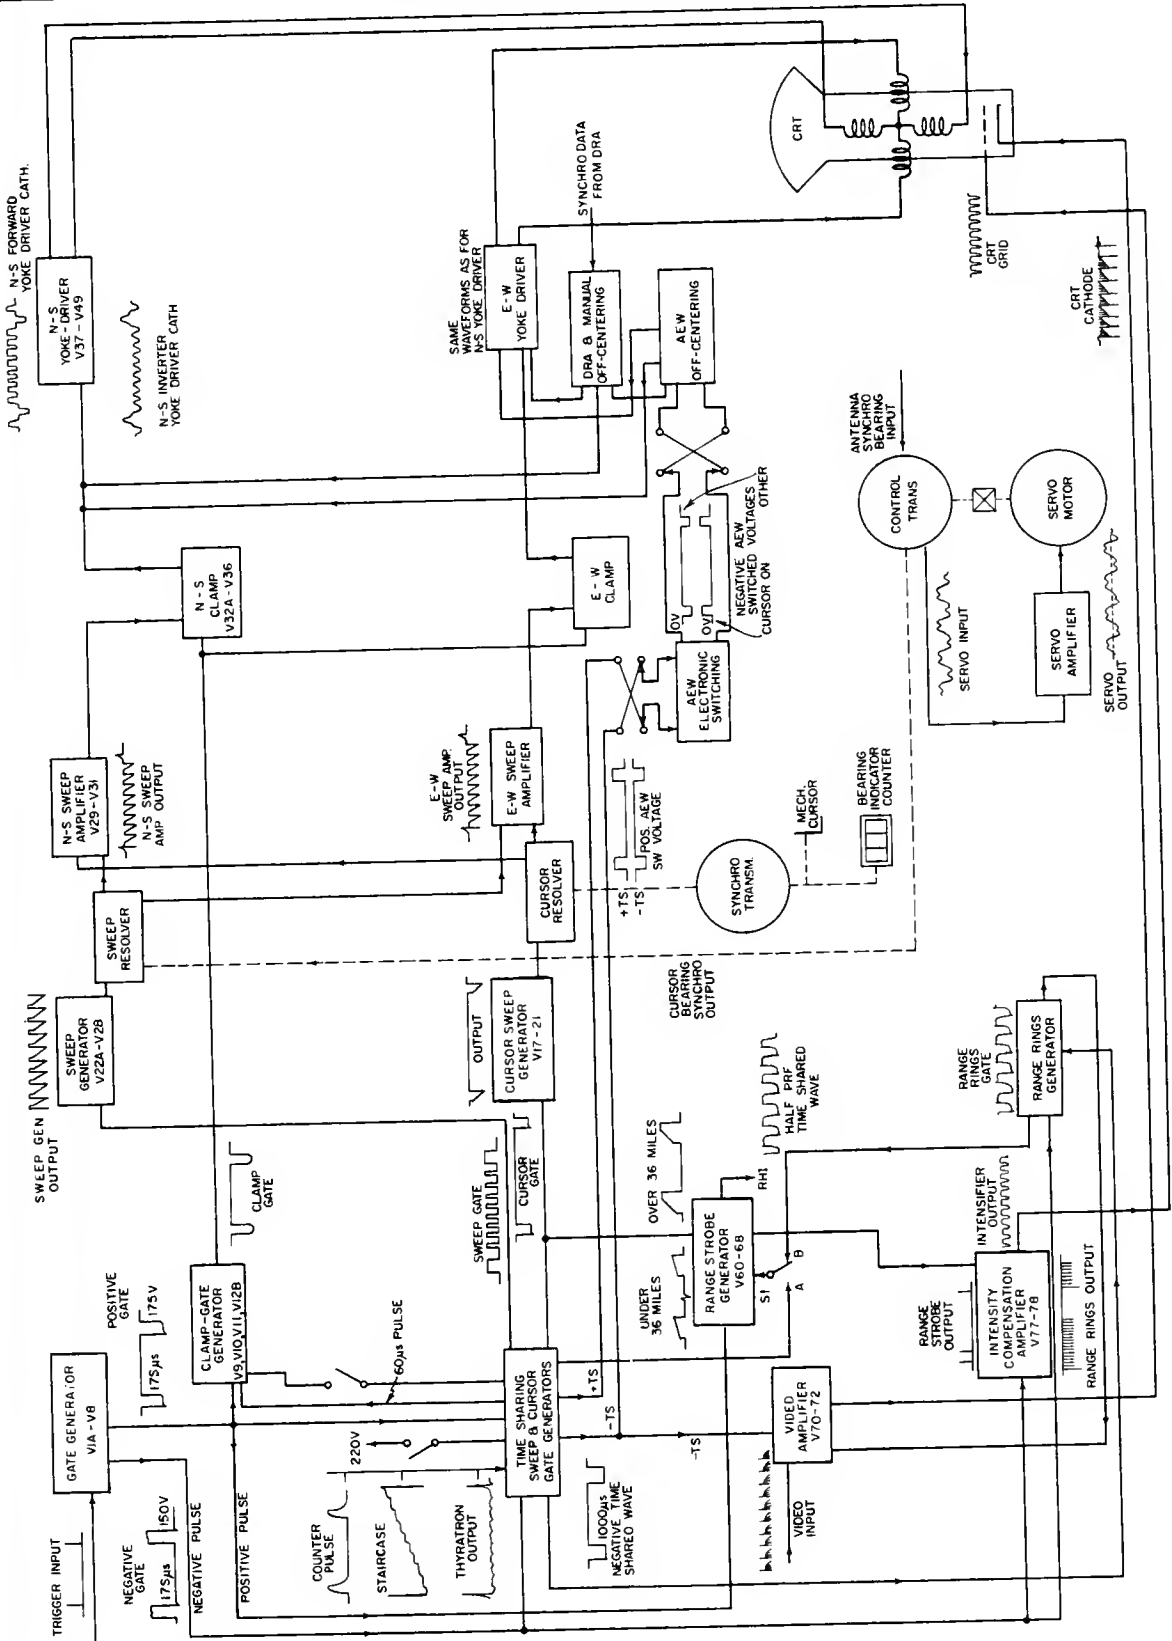 TRIGGER INPUT
GATE GENERATOR
V1A-V8
NEGATIVE
GATE
175μs
150V
NEGATIVE PULSE
POSITIVE PULSE
POSITIVE
GATE
175μs
175V
CLAMP-GATE
GENERATOR
V9,V10,V11,V12B
CLAMP
GATE
SWEEP GEN
OUTPUT
SWEEP
GENERATOR
V22A-V28
SWEEP
RESOLVER
N-S SWEEP
AMPLIFIER
V29-V31
N-S SWEEP
AMP OUTPUT
N-S
CLAMP
V32A-V36
N-S
YOKE-DRIVER
V37-V49
N-S FORWARD
YOKE DRIVER CATH.
N-S INVERTER
YOKE DRIVER CATH
COUNTER
PULSE
STAIRCASE
THYRATRON
OUTPUT
220V
60μs PULSE
TIME SHARING
SWEEP & CURSOR
GATE GENERATORS
+TS
-TS
-TS
1000μs
NEGATIVE TIME
SHARED WAVE
SWEEP GATE
CURSOR
GATE
OUTPUT
CURSOR SWEEP
GENERATOR
V17-21
CURSOR
RESOLVER
E-W
SWEEP AMP.
OUTPUT
E-W SWEEP
AMPLIFIER
E-W
CLAMP
SAME
WAVEFORMS AS FOR
N-S YOKE DRIVER
E-W
YOKE DRIVER
DRA & MANUAL
OFF-CENTERING
SYNCHRO DATA
FROM DRA
AEW
OFF-CENTERING
+TS
-TS
POS. AEW
SW VOLTAGE
AEW
ELECTRONIC
SWITCHING
0V
0V
NEGATIVE AEW
SWITCHED VOLTAGES
CURSOR ON
OTHER
CRT
CRT
GRID
CRT
CATHODE
UNDER
36 MILES
OVER 36 MILES
RANGE STROBE
GENERATOR
V60-68
RHI
S1
A
B
HALF PRF
TIME SHARED
WAVE
CURSOR
BEARING
SYNCHRO
OUTPUT
SYNCHRO
TRANSM.
MECH.
CURSOR
BEARING
INDICATOR
COUNTER
ANTENNA
SYNCHRO
BEARING
INPUT
CONTROL
TRANS
SERVO
MOTOR
SERVO INPUT
SERVO
AMPLIFIER
SERVO
OUTPUT
VIDEO
INPUT
VIDEO
AMPLIFIER
V70-72
RANGE
STROBE
OUTPUT
INTENSITY
COMPENSATION
AMPLIFIER
V77-78
INTENSIFIER
OUTPUT
RANGE RINGS OUTPUT
RANGE
RINGS
GATE
RANGE RINGS
GENERATOR